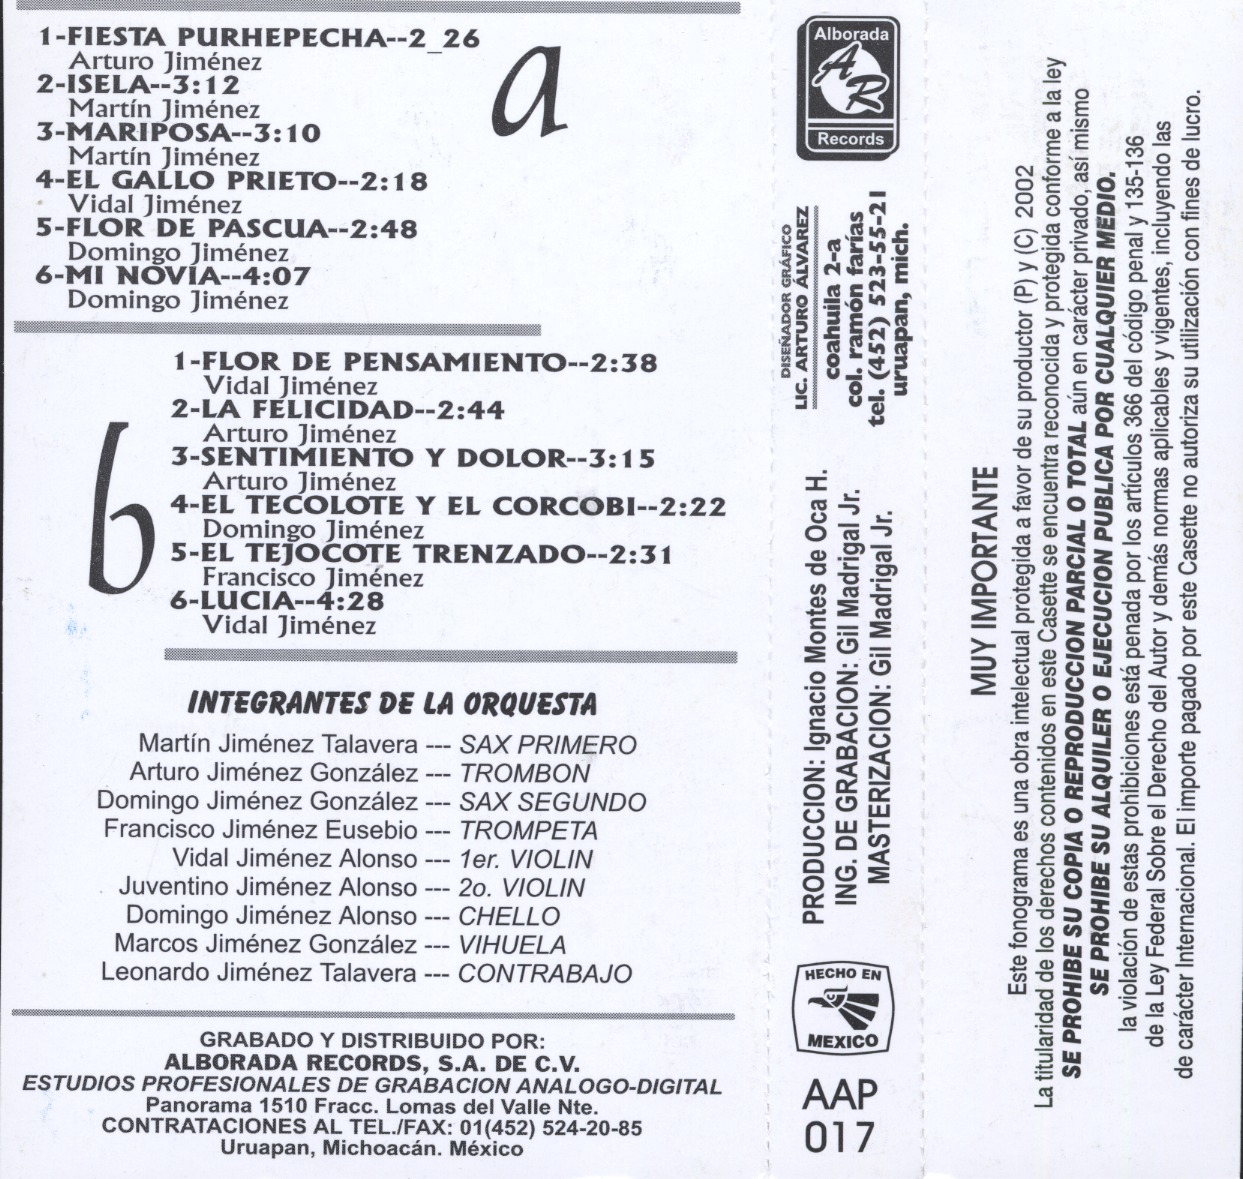 1-FIESTA PURHEPECHA--2_26
Arturo Jiménez
2-ISELA--3:12
Martín Jiménez
3-MARIPOSA--3:10
Martín Jiménez
4-EL GALLO PRIETO--2:18
Vidal Jiménez
5-FLOR DE PASCUA--2:48
Domingo Jiménez
6-MI NOVIA--4:07
Domingo Jiménez
a
1-FLOR DE PENSAMIENTO--2:38
Vidal Jiménez
2-LA FELICIDAD--2:44
Arturo Jiménez
3-SENTIMIENTO Y DOLOR--3:15
Arturo Jiménez
4-EL TECOLOTE Y EL CORCOBI--2:22
Domingo Jiménez
5-EL TEJOCOTE TRENZADO--2:31
Francisco Jiménez
6-LUCIA--4:28
Vidal Jiménez
b
INTEGRANTES DE LA ORQUESTA
Martín Jiménez Talavera --- SAX PRIMERO
Arturo Jiménez González --- TROMBON
Domingo Jiménez González --- SAX SEGUNDO
Francisco Jiménez Eusebio --- TROMPETA
Vidal Jiménez Alonso --- 1er. VIOLIN
Juventino Jiménez Alonso --- 2o. VIOLIN
Domingo Jiménez Alonso --- CHELLO
Marcos Jiménez González --- VIHUELA
Leonardo Jiménez Talavera --- CONTRABAJO
GRABADO Y DISTRIBUIDO POR:
ALBORADA RECORDS, S.A. DE C.V.
ESTUDIOS PROFESIONALES DE GRABACION ANALOGO-DIGITAL
Panorama 1510 Fracc. Lomas del Valle Nte.
CONTRATACIONES AL TEL./FAX: 01(452) 524-20-85
Uruapan, Michoacán. México
Alborada
AR
Records
DISEÑADOR GRÁFICO
LIC. ARTURO ALVAREZ
coahuila 2-a
col. ramón farías
tel. (452) 523-55-21
uruapan, mich.
PRODUCCION: Ignacio Montes de Oca H.
ING. DE GRABACION: Gil Madrigal Jr.
MASTERIZACION: Gil Madrigal Jr.
HECHO EN
MEXICO
AAP
017
MUY IMPORTANTE
Este fonograma es una obra intelectual protegida a favor de su productor (P) y (C) 2002
La titularidad de los derechos contenidos en este Casette se encuentra reconocida y protegida conforme a la ley
SE PROHIBE SU COPIA O REPRODUCCION PARCIAL O TOTAL aún en carácter privado, así mismo
SE PROHIBE SU ALQUILER O EJECUCION PUBLICA POR CUALQUIER MEDIO.
la violación de estas prohibiciones está penada por los artículos 366 del código penal y 135-136
de la Ley Federal Sobre el Derecho del Autor y demás normas aplicables y vigentes, incluyendo las
de carácter Internacional. El importe pagado por este Casette no autoriza su utilización con fines de lucro.